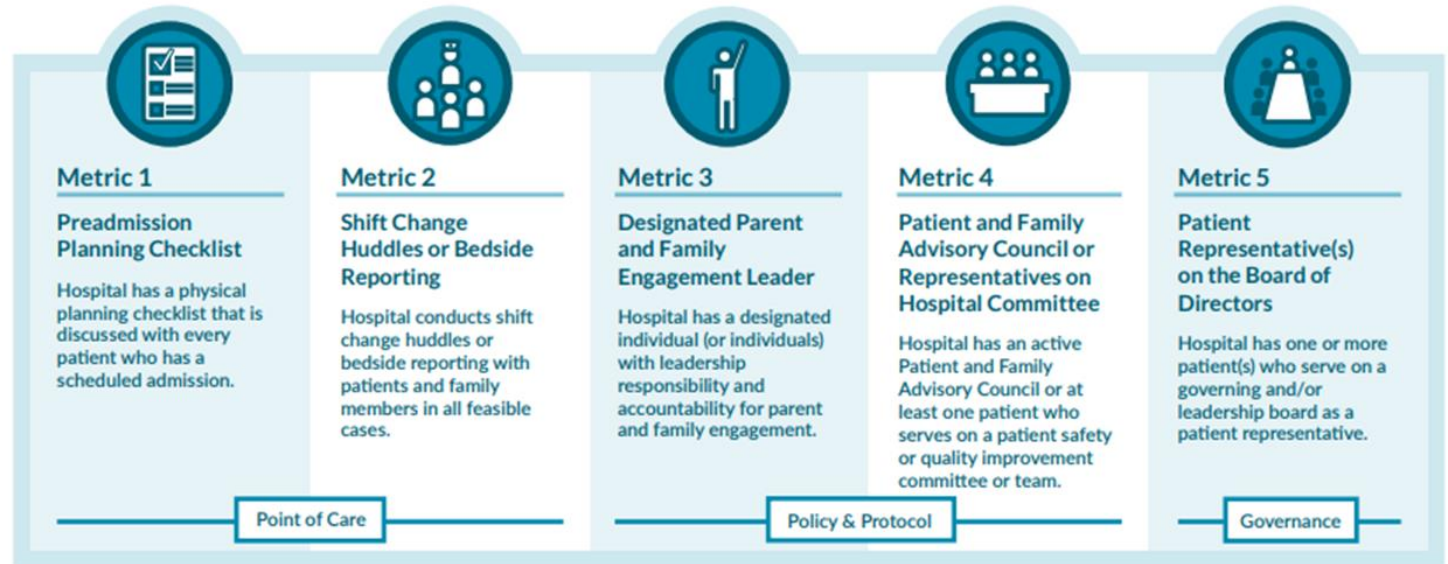 Metric 1
Preadmission
Planning Checklist
Hospital has a physical
planning checklist that is
discussed with every
patient who has a
scheduled admission.
Metric 2
Shift Change
Huddles or Bedside
Reporting
Hospital conducts shift
change huddles or
bedside reporting with
patients and family
members in all feasible
cases.
Metric 3
Designated Parent
and Family
Engagement Leader
Hospital has a designated
individual (or individuals)
with leadership
responsibility and
accountability for parent
and family engagement.
Metric 4
Patient and Family
Advisory Council or
Representatives on
Hospital Committee
Hospital has an active
Patient and Family
Advisory Council or at
least one patient who
serves on a patient safety
or quality improvement
committee or team.
Metric 5
Patient
Representative(s)
on the Board of
Directors
Hospital has one or more
patient(s) who serve on a
governing and/or
leadership board as a
patient representative.
Point of Care
Policy & Protocol
Governance